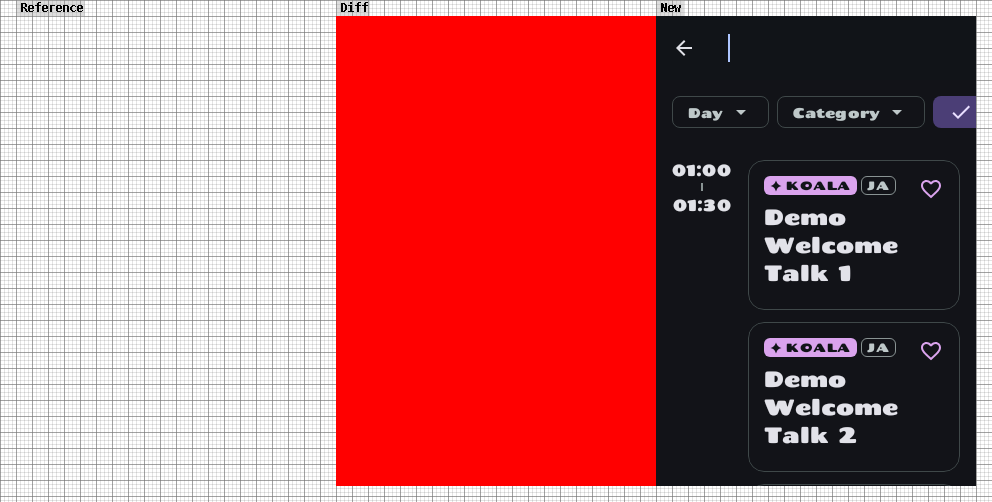 Reference Diff New
Day Category
01:00
01:30
KOALA JA
Demo
Welcome
Talk 1
KOALA JA
Demo
Welcome
Talk 2